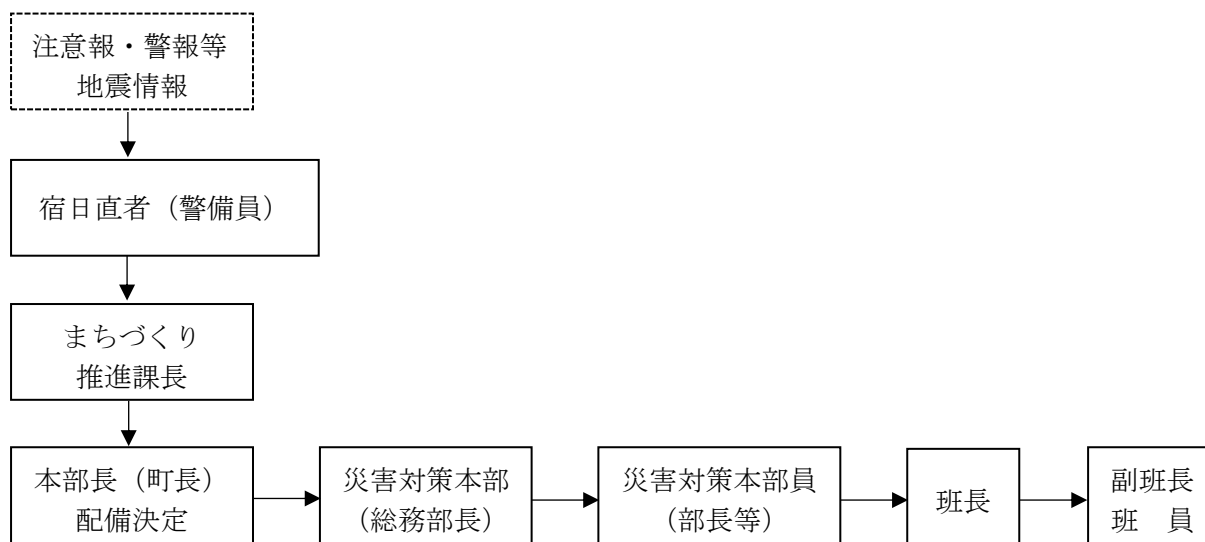 注意報・警報等
地震情報
宿日直者（警備員）
まちづくり
推進課長
本部長（町長）
配備決定
災害対策本部
（総務部長）
災害対策本部員
（部長等）
班長
副班長
班　員